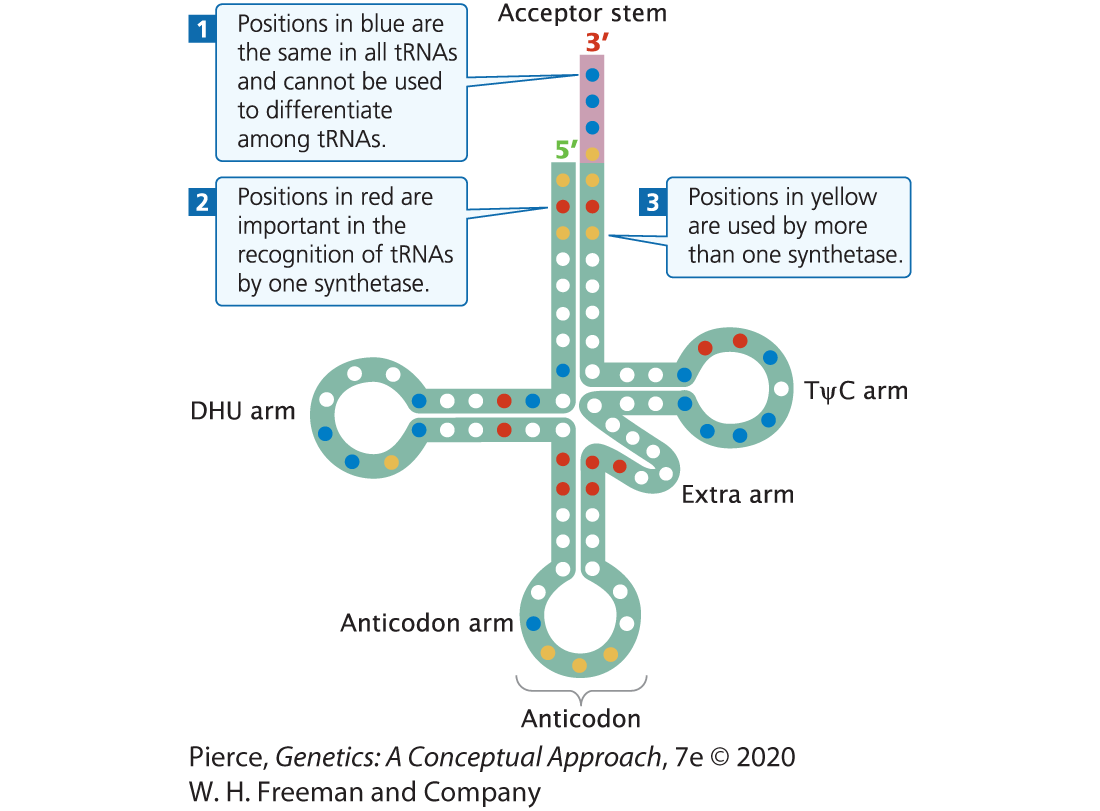 Acceptor stem
3′
1
Positions in blue are
the same in all tRNAs
and cannot be used
to differentiate
among tRNAs.
5′
2
Positions in red are
important in the
recognition of tRNAs
by one synthetase.
3
Positions in yellow
are used by more
than one synthetase.
DHU arm
TψC arm
Extra arm
Anticodon arm
Anticodon
Pierce, Genetics: A Conceptual Approach, 7e © 2020
W. H. Freeman and Company